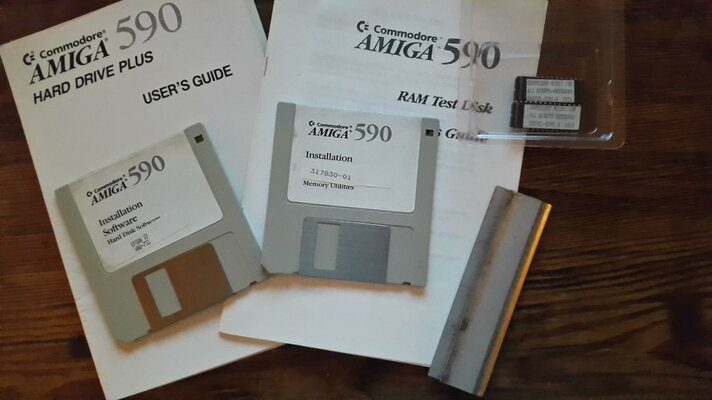 Commodore®
AMIGA® 590
HARD DRIVE PLUS
USER'S GUIDE
Commodore®
AMIGA® 590
RAM Test Disk
Commodore®
AMIGA® 590
Installation
Software
Hard Disk Software
Commodore®
AMIGA® 590
Installation
317830-01
Memory Utilities